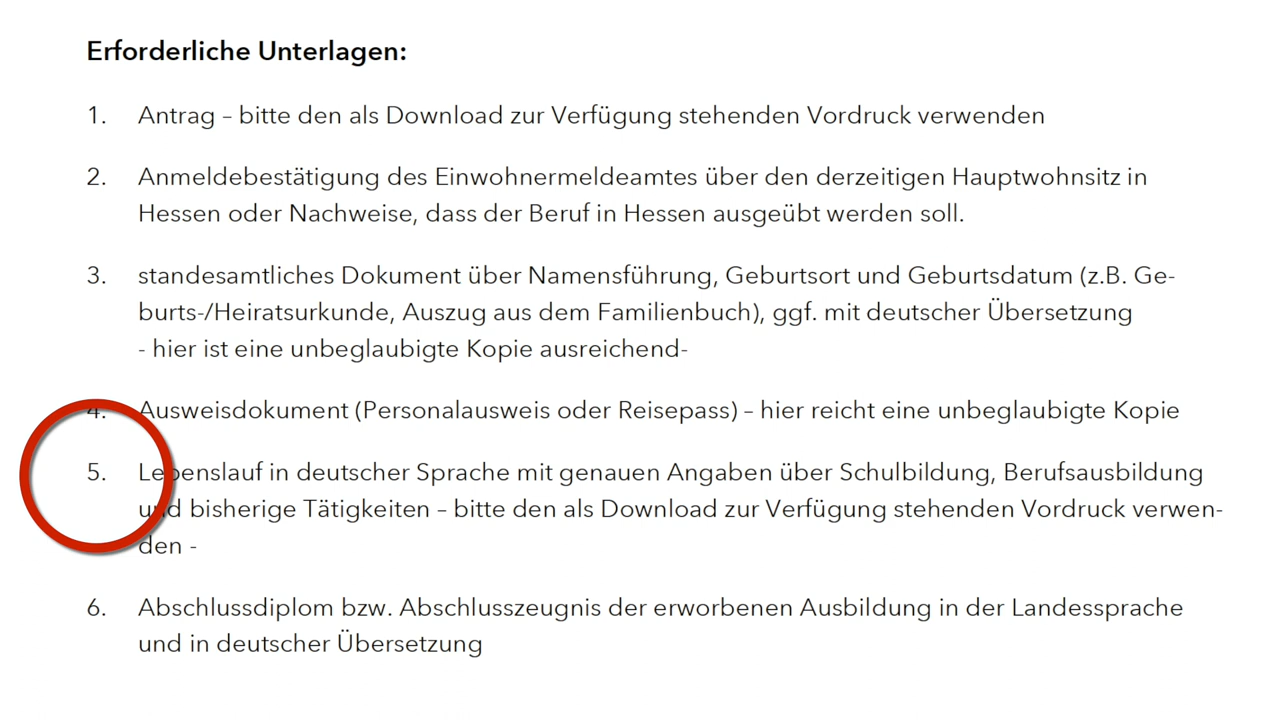 Erforderliche Unterlagen:
1. Antrag – bitte den als Download zur Verfügung stehenden Vordruck verwenden
2. Anmeldebestätigung des Einwohnermeldeamtes über den derzeitigen Hauptwohnsitz in
Hessen oder Nachweise, dass der Beruf in Hessen ausgeübt werden soll.
3. standesamtliches Dokument über Namensführung, Geburtsort und Geburtsdatum (z.B. Ge-
burts-/Heiratsurkunde, Auszug aus dem Familienbuch), ggf. mit deutscher Übersetzung
- hier ist eine unbeglaubigte Kopie ausreichend-
4. Ausweisdokument (Personalausweis oder Reisepass) – hier reicht eine unbeglaubigte Kopie
5. Lebenslauf in deutscher Sprache mit genauen Angaben über Schulbildung, Berufsausbildung
und bisherige Tätigkeiten – bitte den als Download zur Verfügung stehenden Vordruck verwen-
den -
6. Abschlussdiplom bzw. Abschlusszeugnis der erworbenen Ausbildung in der Landessprache
und in deutscher Übersetzung